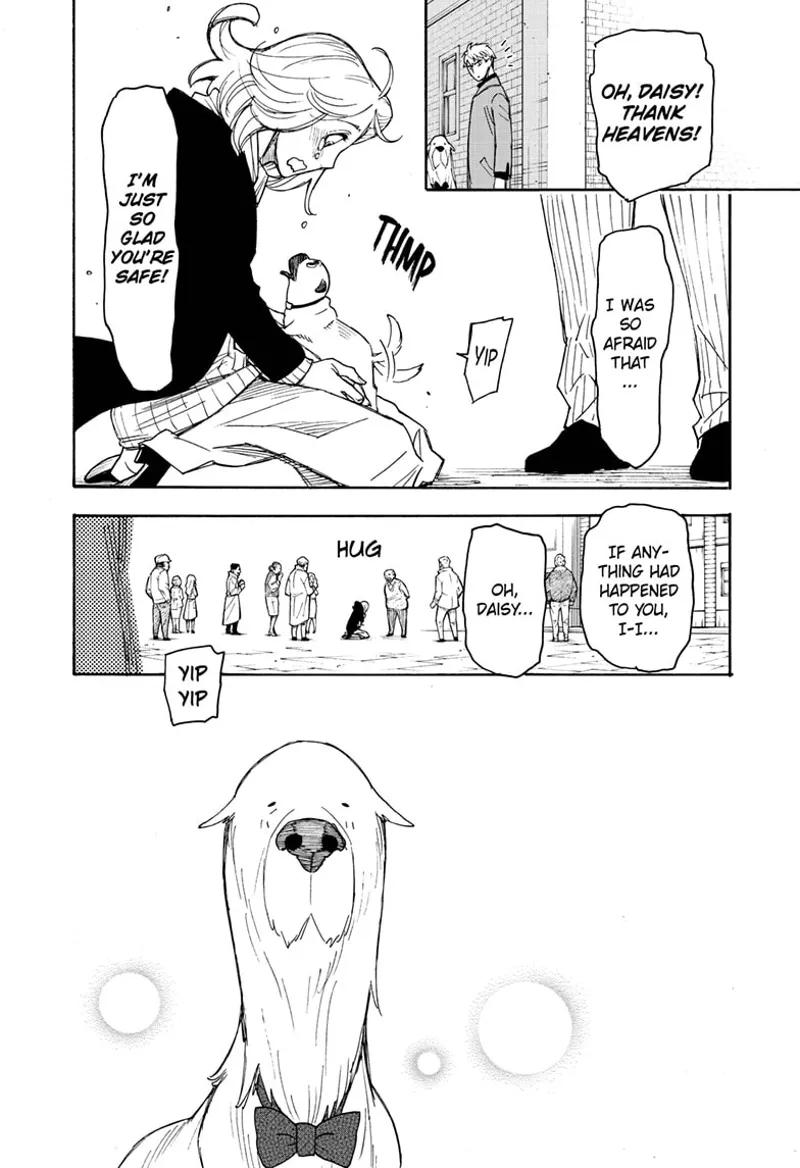 OH, DAISY!
THANK
HEAVENS!
I WAS
SO
AFRAID
THAT
...
YIP
THMP
I'M
JUST
SO
GLAD
YOU'RE
SAFE!
IF ANY-
THING HAD
HAPPENED
TO YOU,
I-I...
OH,
DAISY...
HUG
YIP
YIP